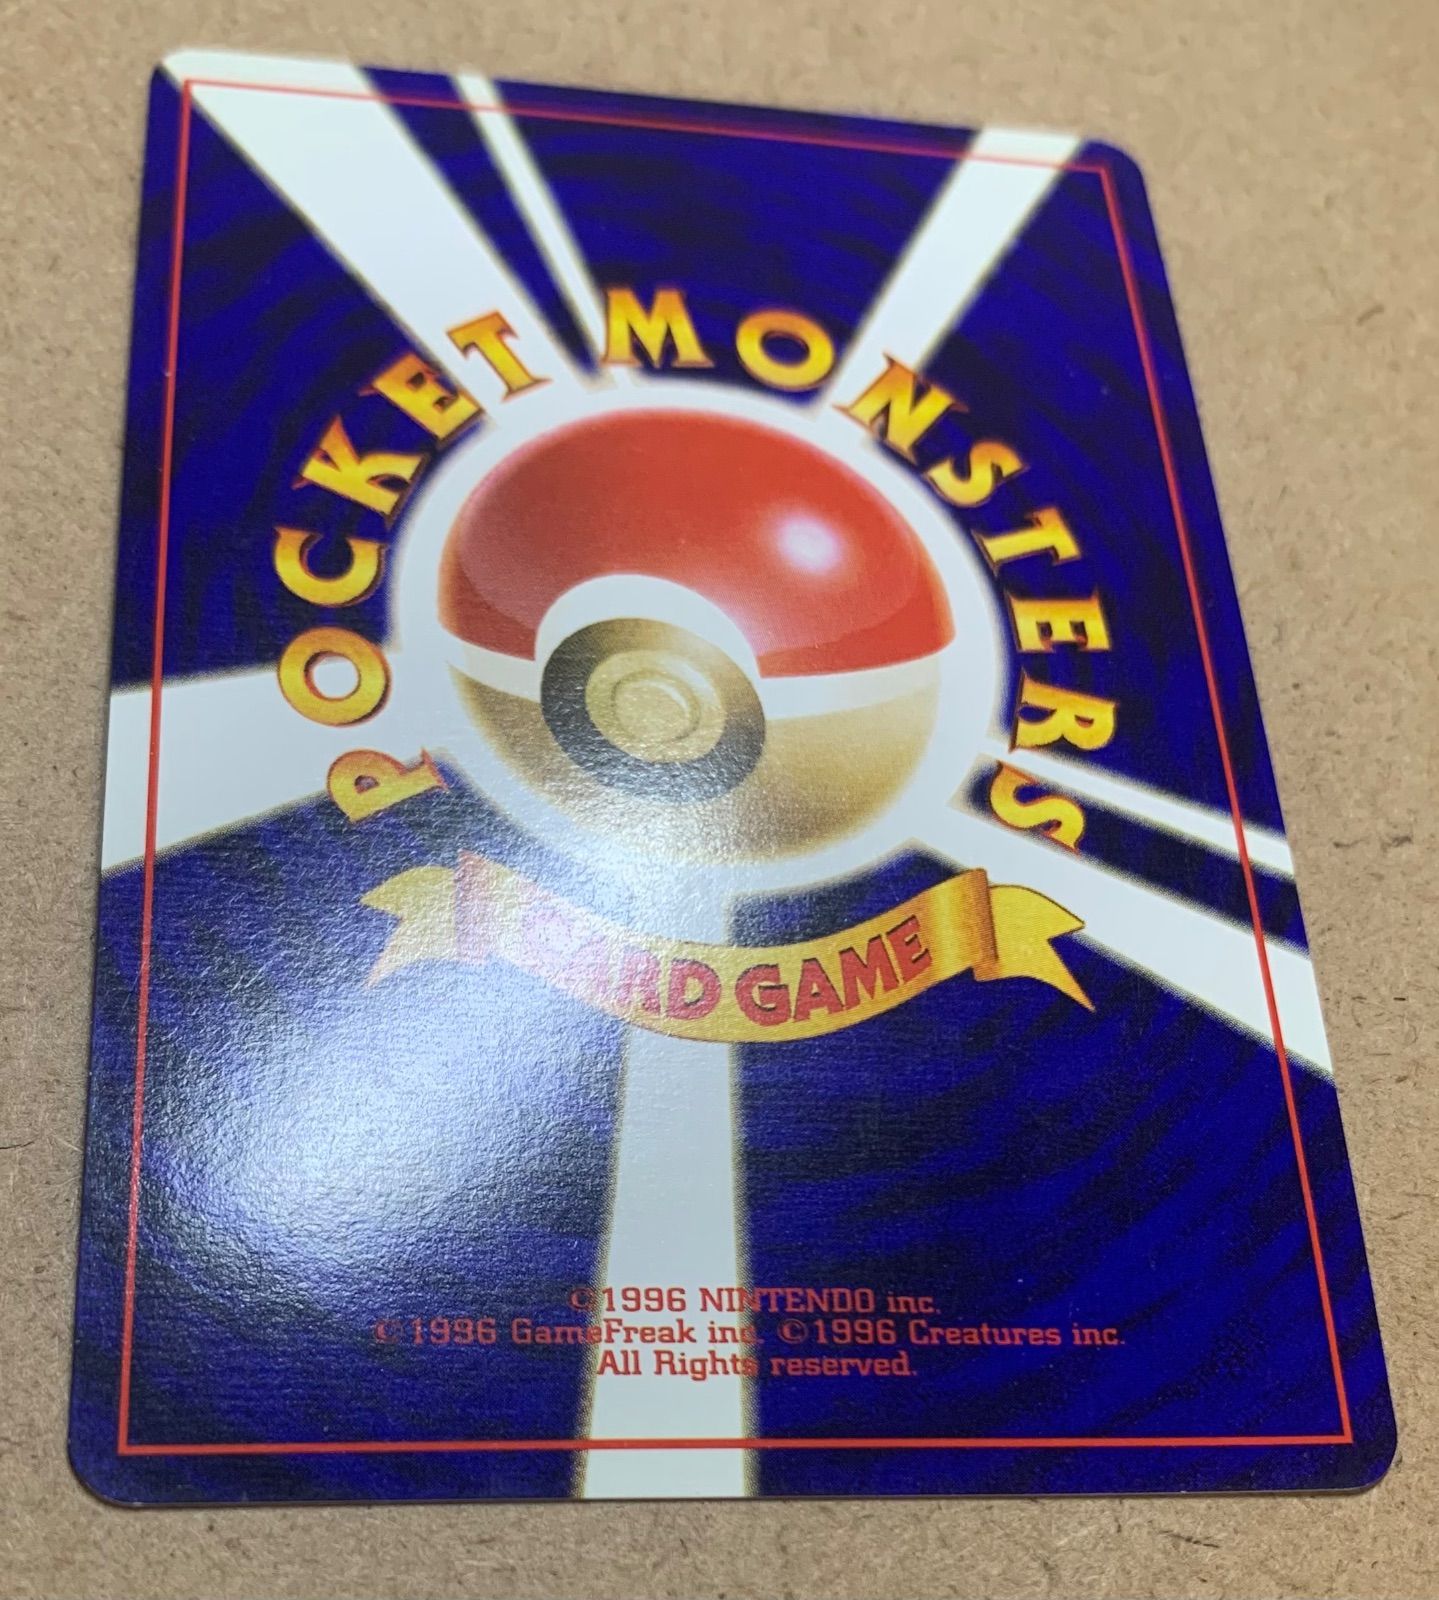 POCKET MONSTERS
CARD GAME
©1996 NINTENDO inc.
©1996 GameFreak inc. ©1996 Creatures inc.
All Rights reserved.